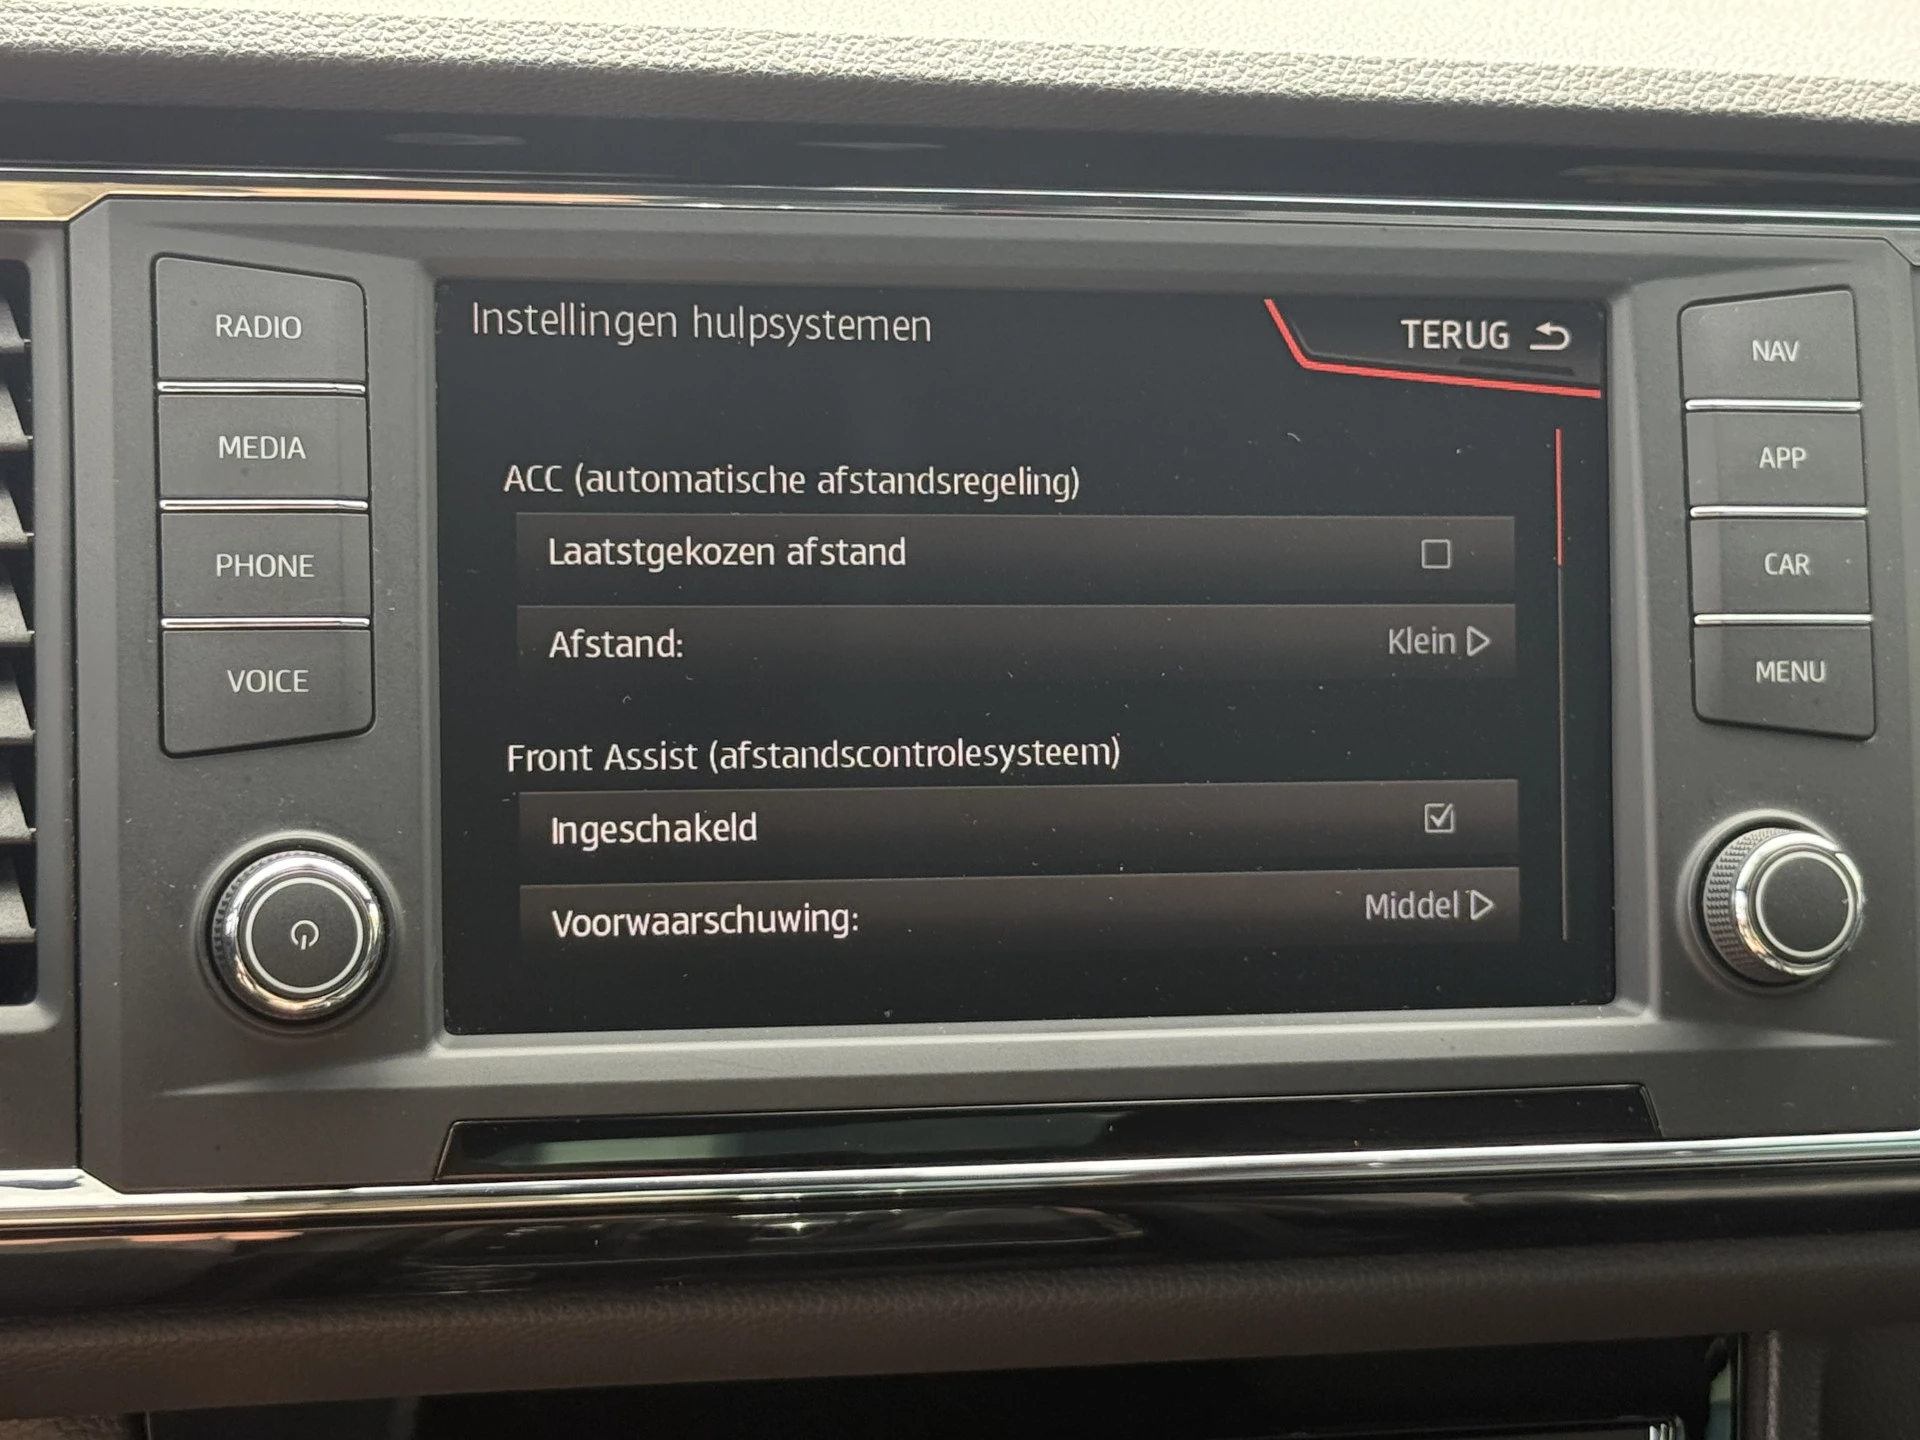 RADIO
MEDIA
PHONE
VOICE
Instellingen hulpsystemen
TERUG
ACC (automatische afstandsregeling)
Laatstgekozen afstand
Afstand: Klein
Front Assist (afstandscontrolesysteem)
Ingeschakeld
Voorwaarschuwing: Middel
NAV
APP
CAR
MENU